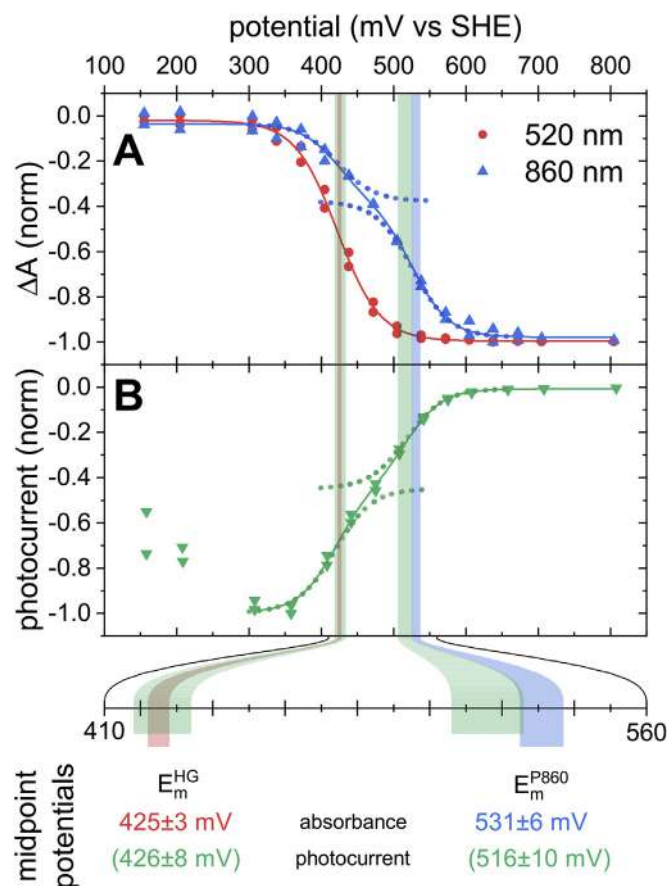 potential (mV vs SHE)
100 200 300 400 500 600 700 800
0.0
-0.2
-0.4
-0.6
-0.8
-1.0
ΔA (norm)
A
520 nm
860 nm
0.0
-0.2
-0.4
-0.6
-0.8
-1.0
photocurrent (norm)
B
410 560
midpoint
potentials
E_m^HG E_m^P860
425±3 mV absorbance 531±6 mV
(426±8 mV) photocurrent (516±10 mV)